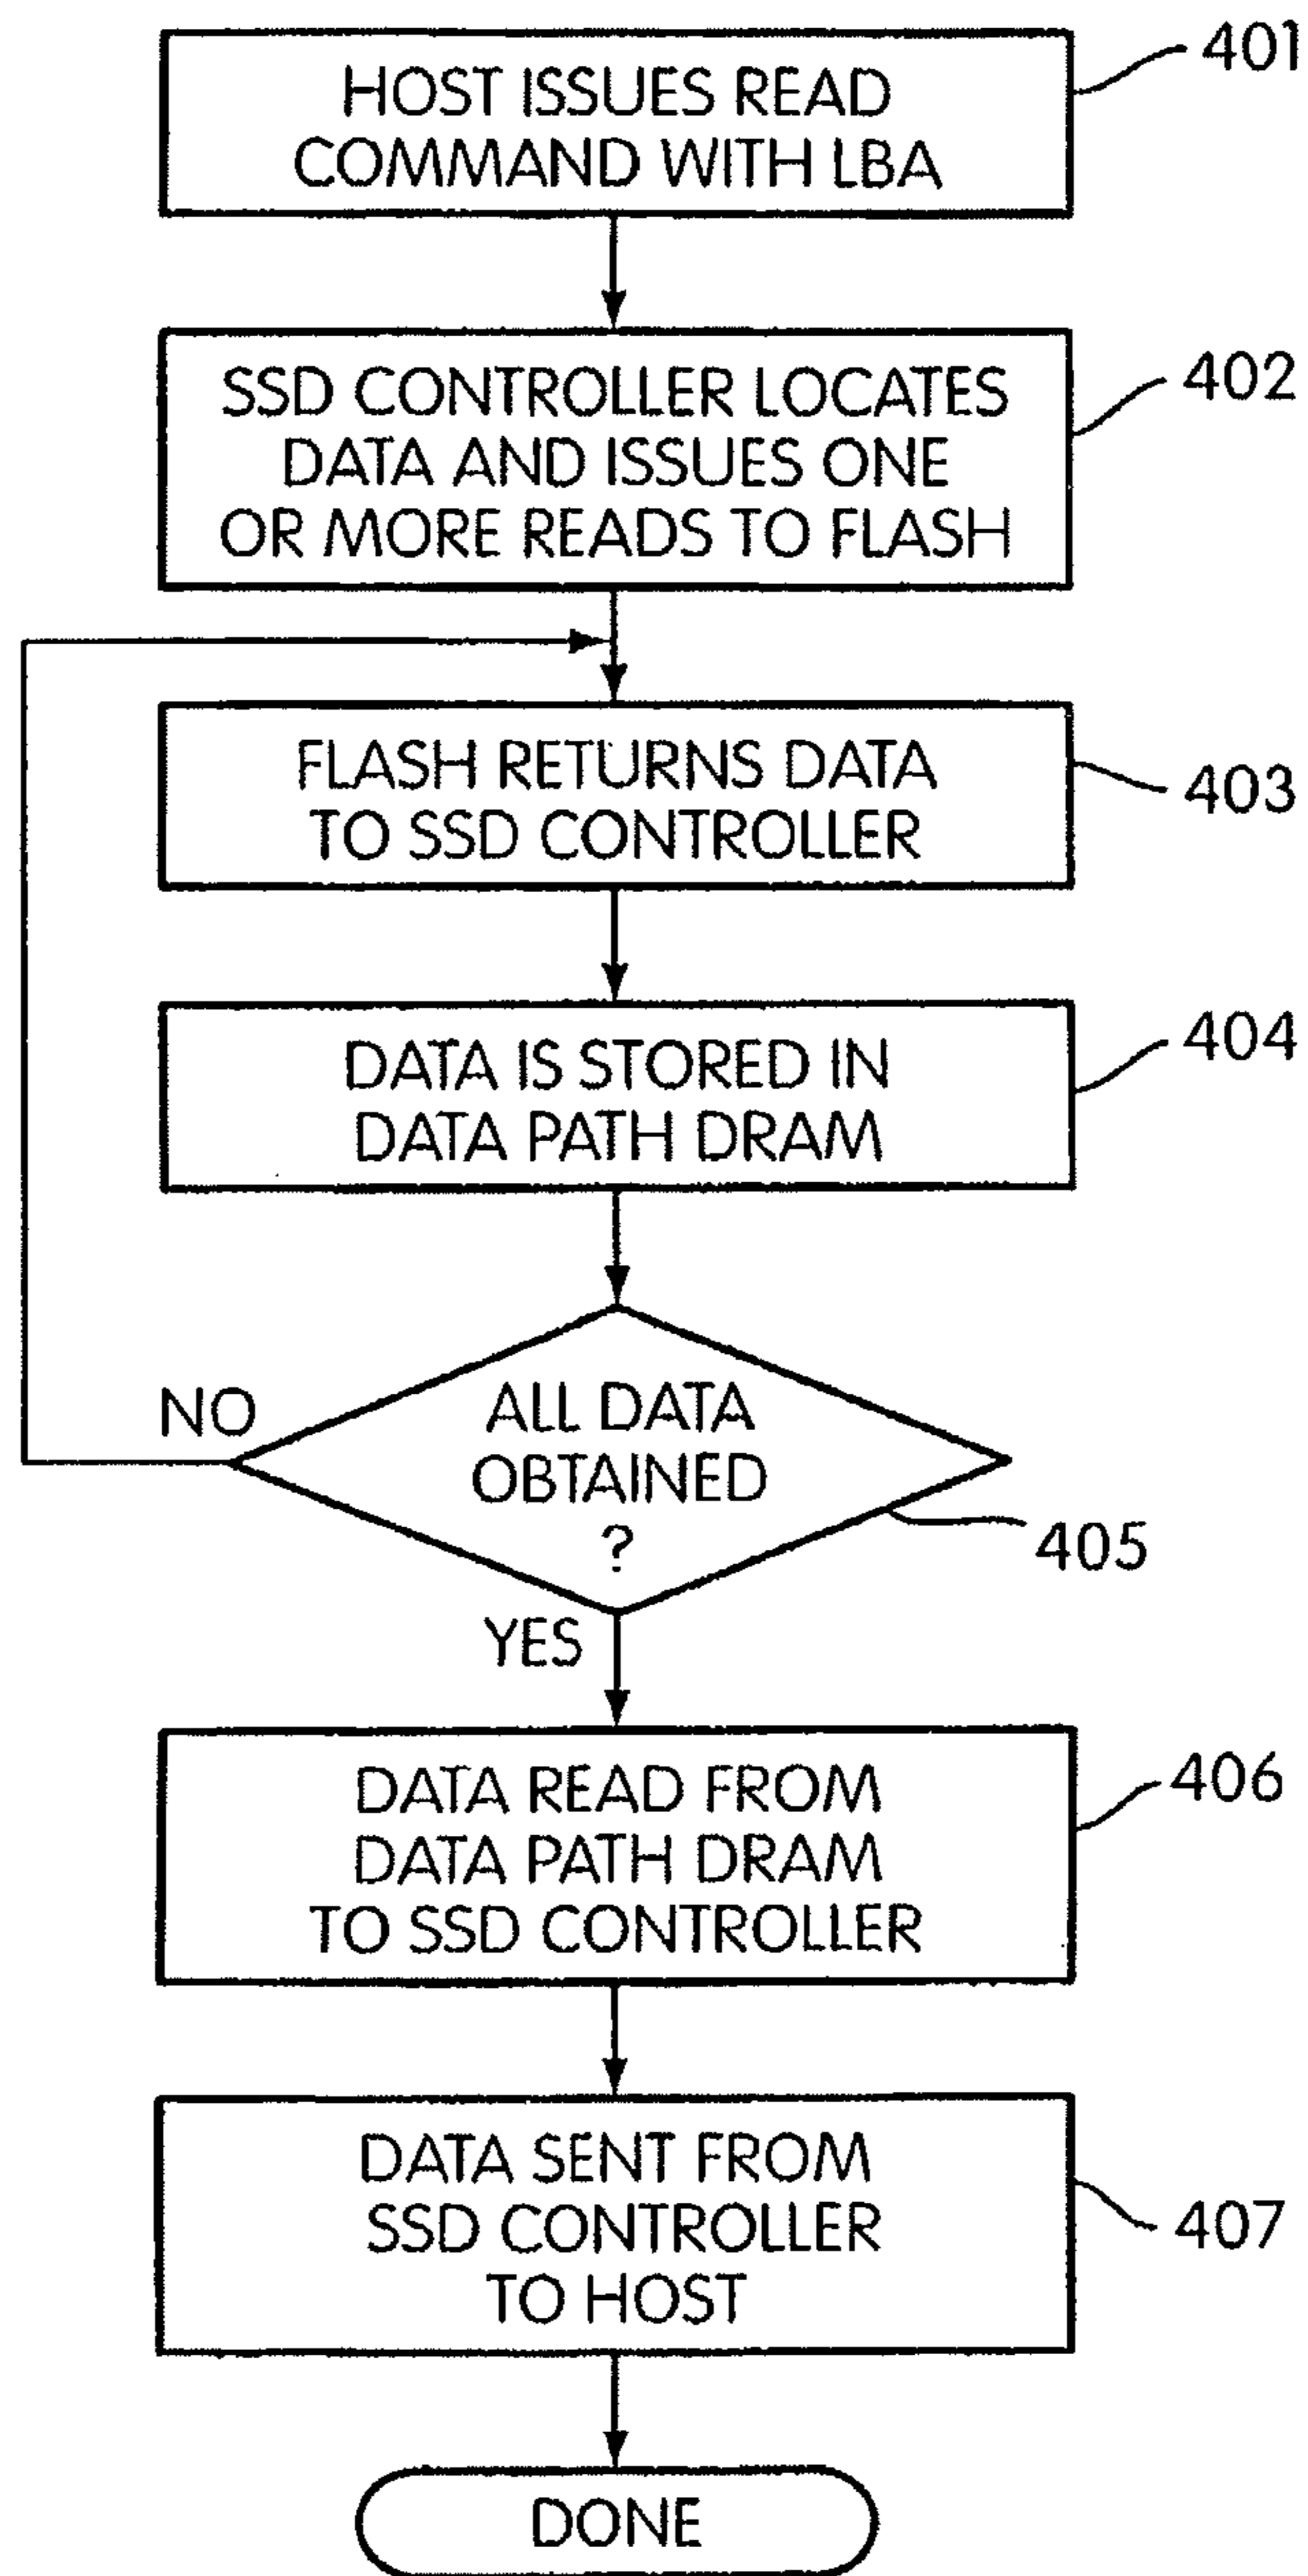 HOST ISSUES READ
COMMAND WITH LBA
401
SSD CONTROLLER LOCATES
DATA AND ISSUES ONE
OR MORE READS TO FLASH
402
FLASH RETURNS DATA
TO SSD CONTROLLER
403
DATA IS STORED IN
DATA PATH DRAM
404
ALL DATA
OBTAINED
?
NO
405
YES
DATA READ FROM
DATA PATH DRAM
TO SSD CONTROLLER
406
DATA SENT FROM
SSD CONTROLLER
TO HOST
407
DONE